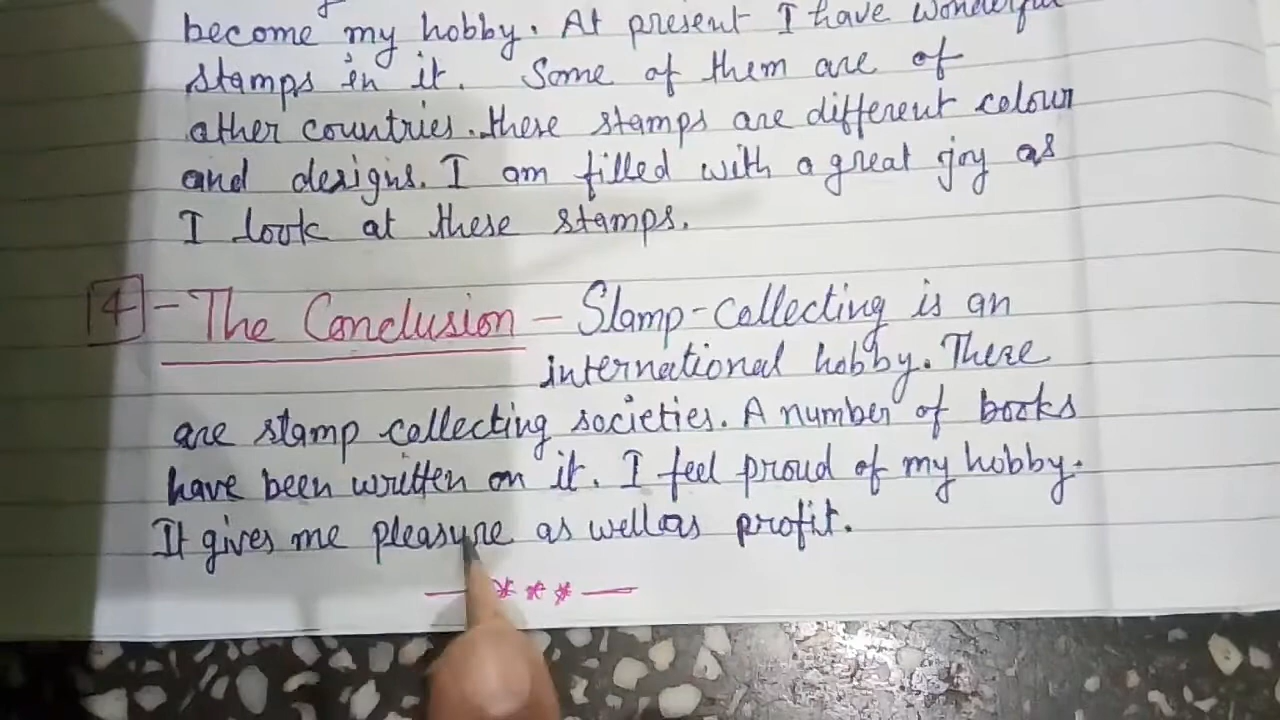 become my hobby. At present I have wonderful
stamps in it. Some of them are of
ather countries. these stamps are different colour
and designs. I am filled with a great joy as
I look at these stamps.
4 - The Conclusion - Stamp-collecting is an
international hobby. There
are stamp collecting societies. A number of books
have been written on it. I feel proud of my hobby.
It gives me pleasure as well as profit.